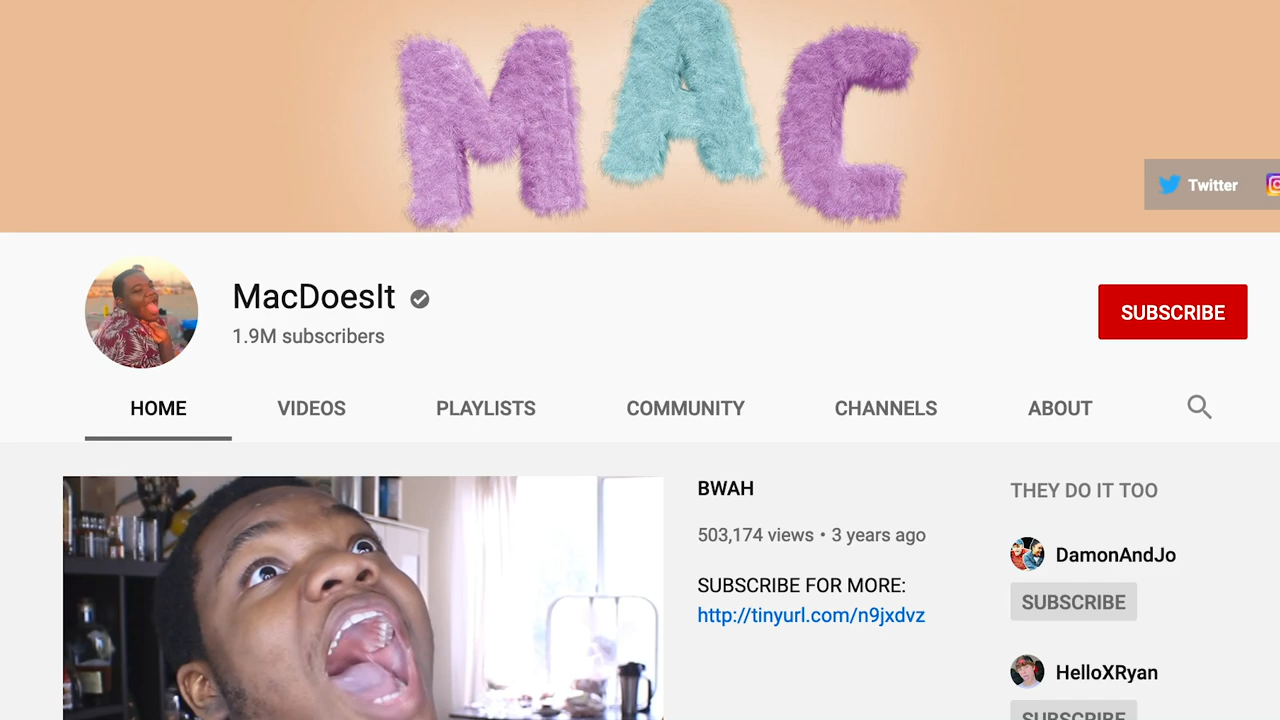 MAC
Twitter
MacDoesIt
1.9M subscribers
SUBSCRIBE
HOME
VIDEOS
PLAYLISTS
COMMUNITY
CHANNELS
ABOUT
BWAH
503,174 views • 3 years ago
SUBSCRIBE FOR MORE:
http://tinyurl.com/n9jxdvz
THEY DO IT TOO
DamonAndJo
SUBSCRIBE
HelloXRyan
SUBSCRIBE